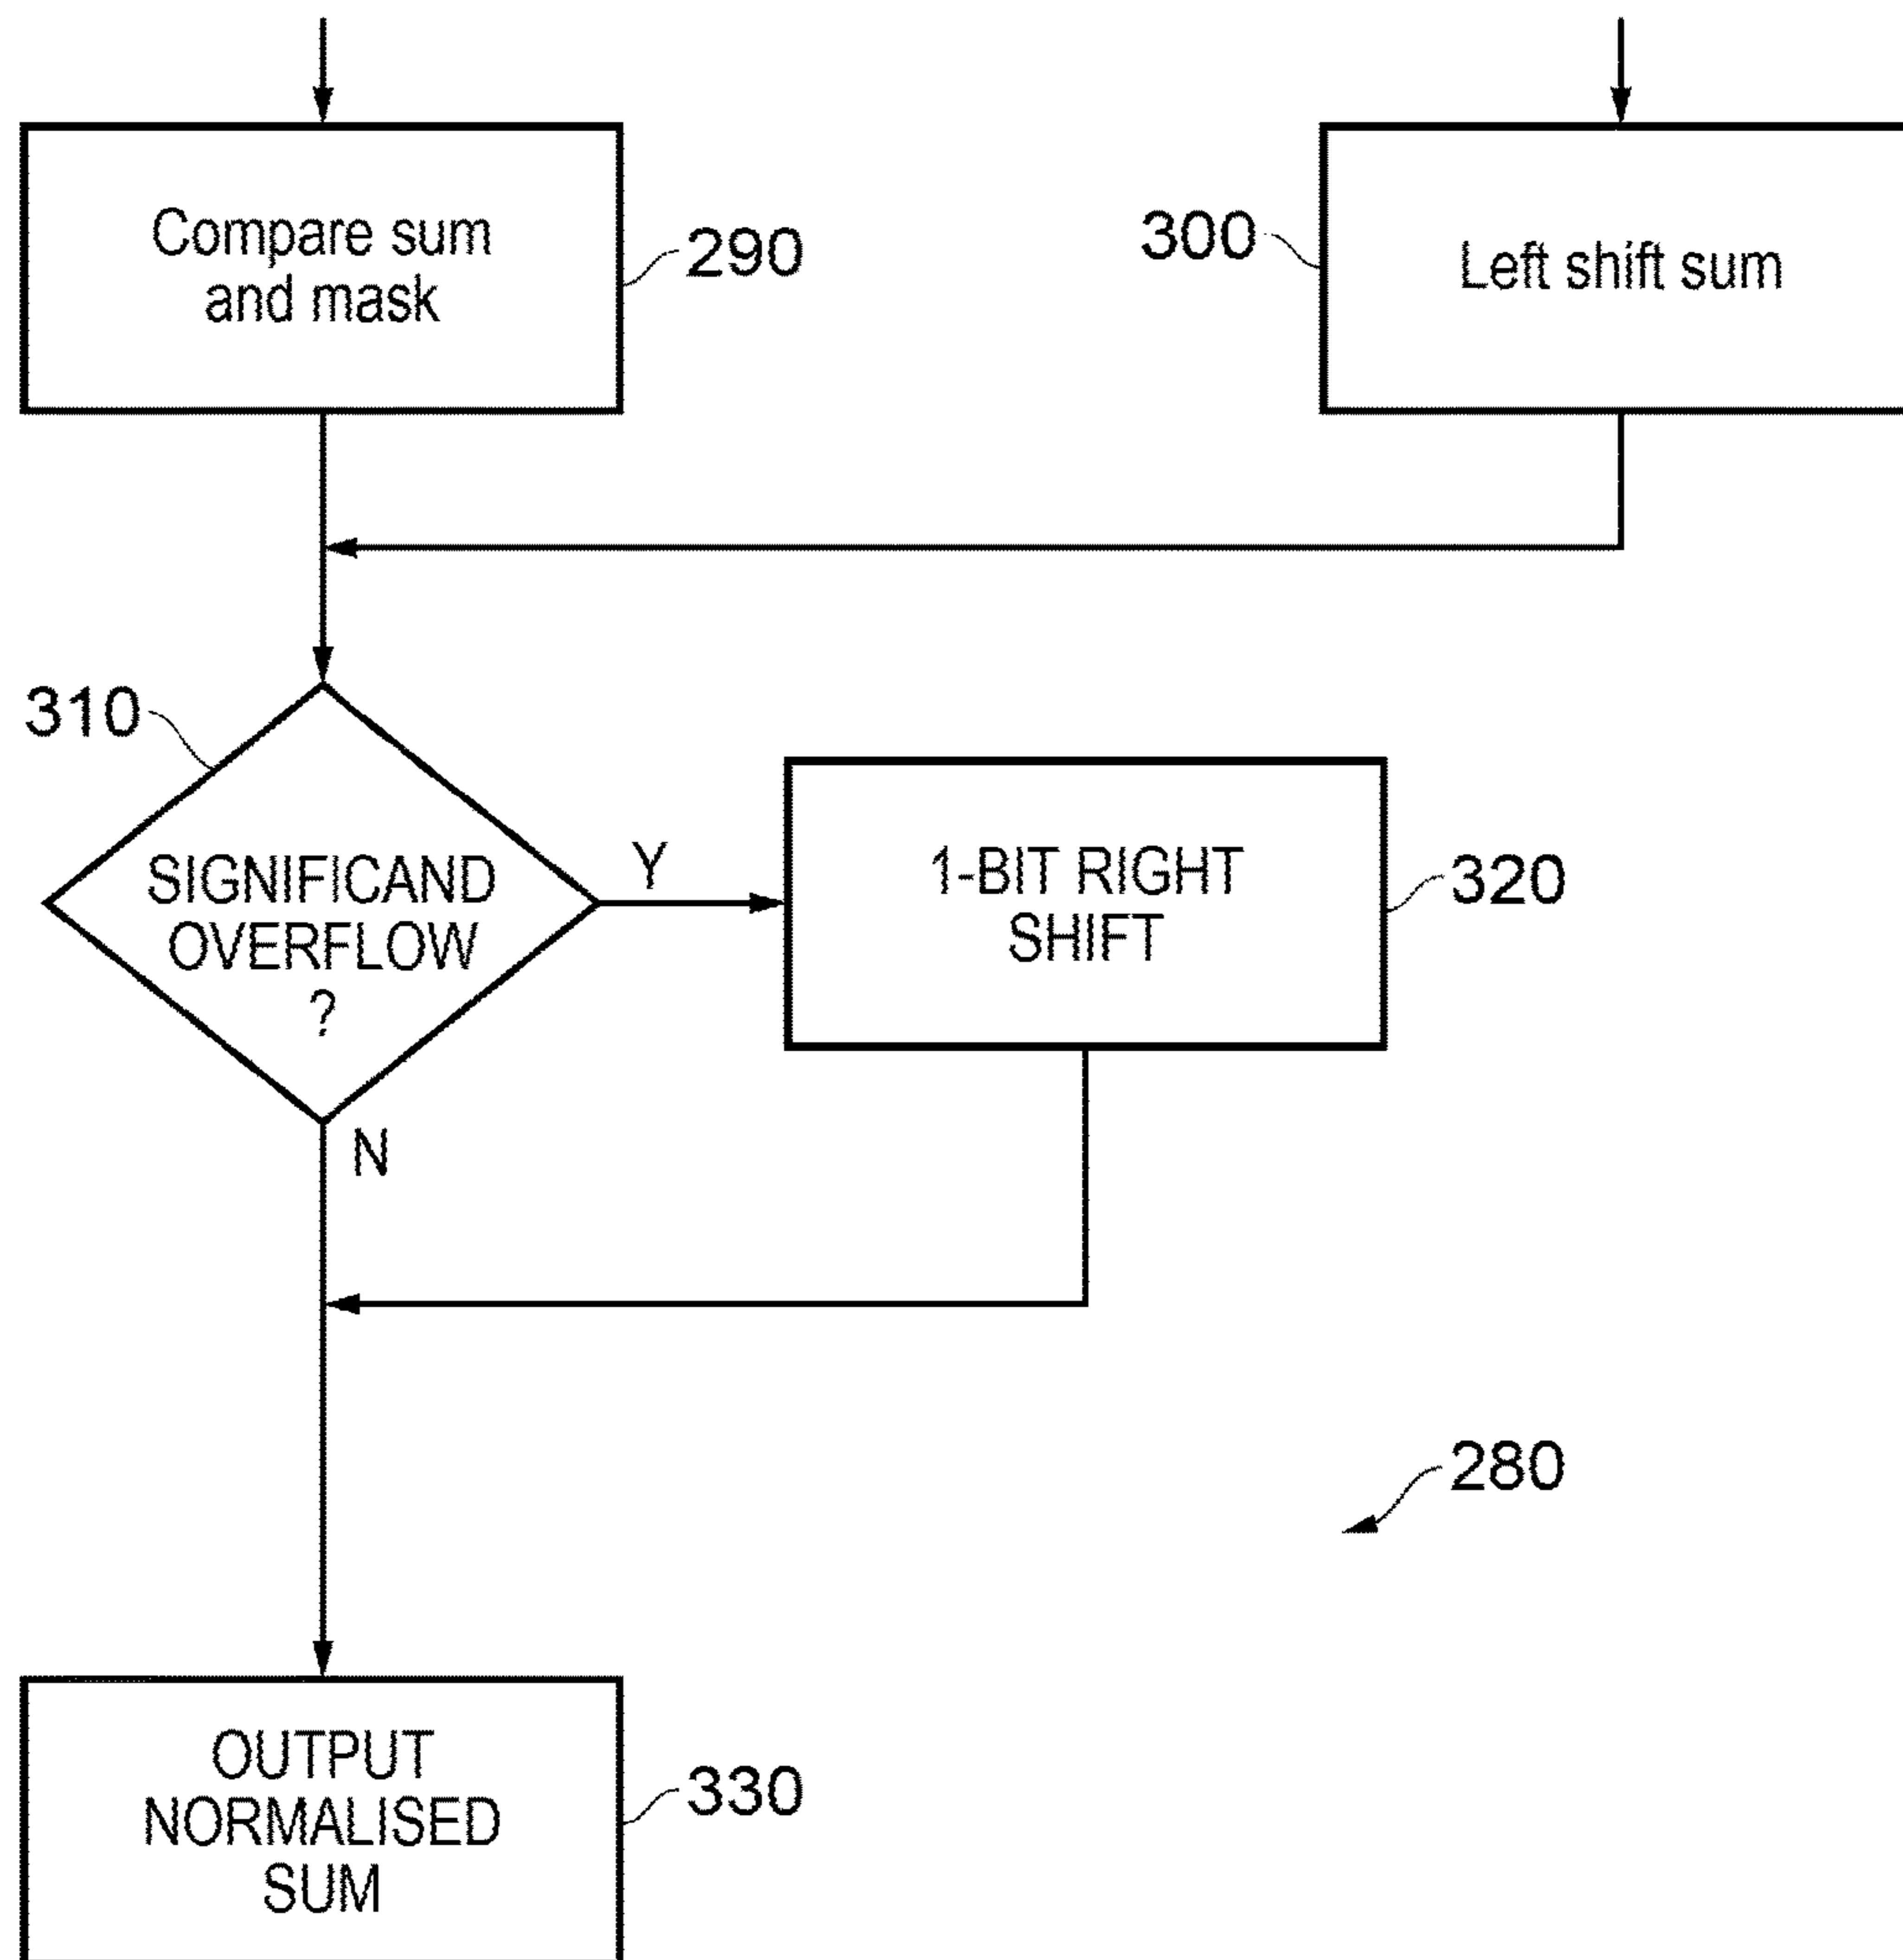 Compare sum
and mask
290
300
Left shift sum
310
SIGNIFICAND
OVERFLOW
?
Y
N
1-BIT RIGHT
SHIFT
320
280
OUTPUT
NORMALISED
SUM
330